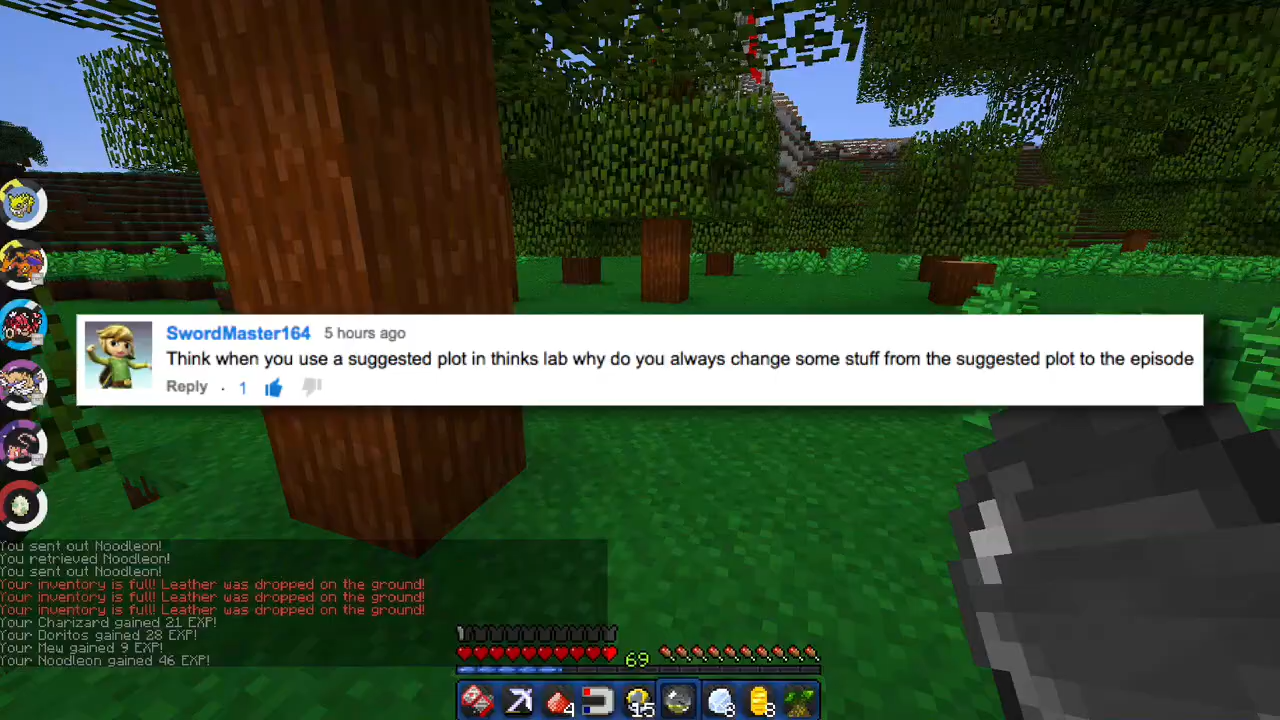 SwordMaster164 5 hours ago
Think when you use a suggested plot in thinks lab why do you always change some stuff from the suggested plot to the episode
Reply . 1
You sent out Noodleon!
You retrieved Noodleon!
You sent out Noodleon!
Your inventory is full! Leather was dropped on the ground!
Your inventory is full! Leather was dropped on the ground!
Your inventory is full! Leather was dropped on the ground!
Your Charizard gained 21 EXP!
Your Doritos gained 28 EXP!
Your Mew gained 9 EXP!
Your Noodleon gained 46 EXP!
69
4 15 8 8